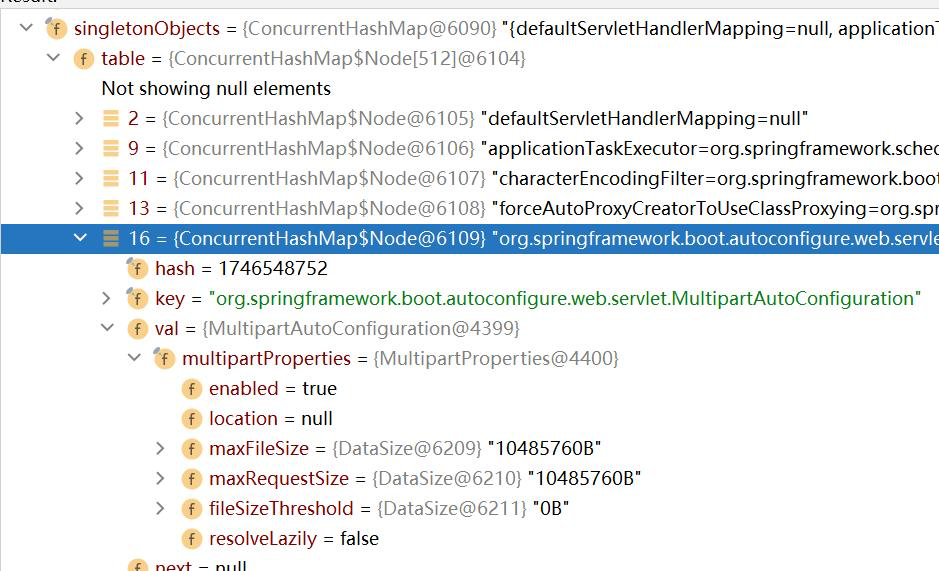 singletonObjects = {ConcurrentHashMap@6090} "{defaultServletHandlerMapping=null, application
table = {ConcurrentHashMap$Node[512]@6104}
Not showing null elements
2 = {ConcurrentHashMap$Node@6105} "defaultServletHandlerMapping=null"
9 = {ConcurrentHashMap$Node@6106} "applicationTaskExecutor=org.springframework.sched
11 = {ConcurrentHashMap$Node@6107} "characterEncodingFilter=org.springframework.boot
13 = {ConcurrentHashMap$Node@6108} "forceAutoProxyCreatorToUseClassProxying=org.spr
16 = {ConcurrentHashMap$Node@6109} "org.springframework.boot.autoconfigure.web.servle
f hash = 1746548752
f key = "org.springframework.boot.autoconfigure.web.servlet.MultipartAutoConfiguration"
f val = {MultipartAutoConfiguration@4399}
f multipartProperties = {MultipartProperties@4400}
f enabled = true
f location = null
f maxFileSize = {DataSize@6209} "10485760B"
f maxRequestSize = {DataSize@6210} "10485760B"
f fileSizeThreshold = {DataSize@6211} "0B"
f resolveLazily = false
f next = null